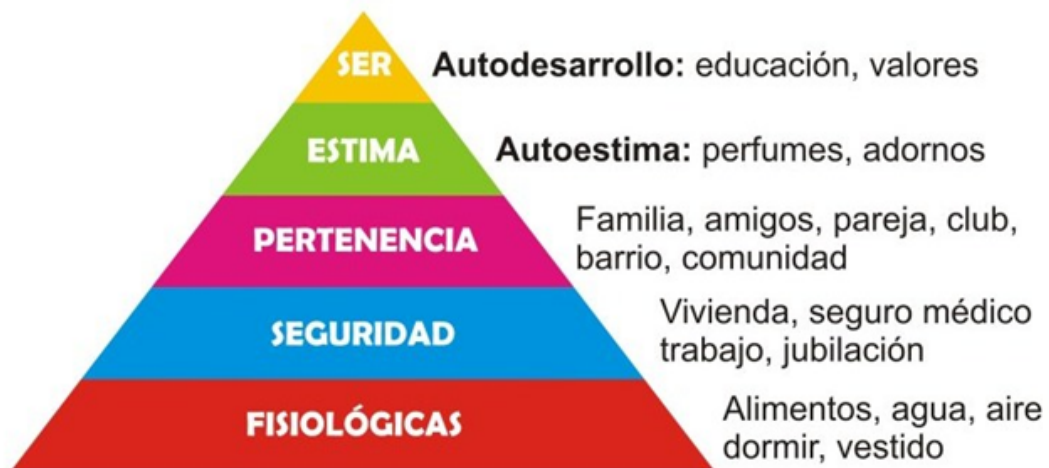 SER Autodesarrollo: educación, valores
ESTIMA Autoestima: perfumes, adornos
PERTENENCIA Familia, amigos, pareja, club,
barrio, comunidad
SEGURIDAD Vivienda, seguro médico
trabajo, jubilación
FISIOLÓGICAS Alimentos, agua, aire
dormir, vestido